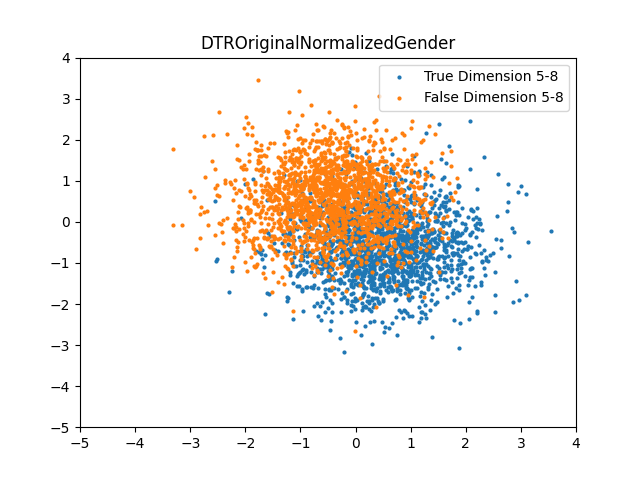 DTROriginalNormalizedGender
True Dimension 5-8
False Dimension 5-8
4
3
2
1
0
−1
−2
−3
−4
−5
−5 −4 −3 −2 −1 0 1 2 3 4